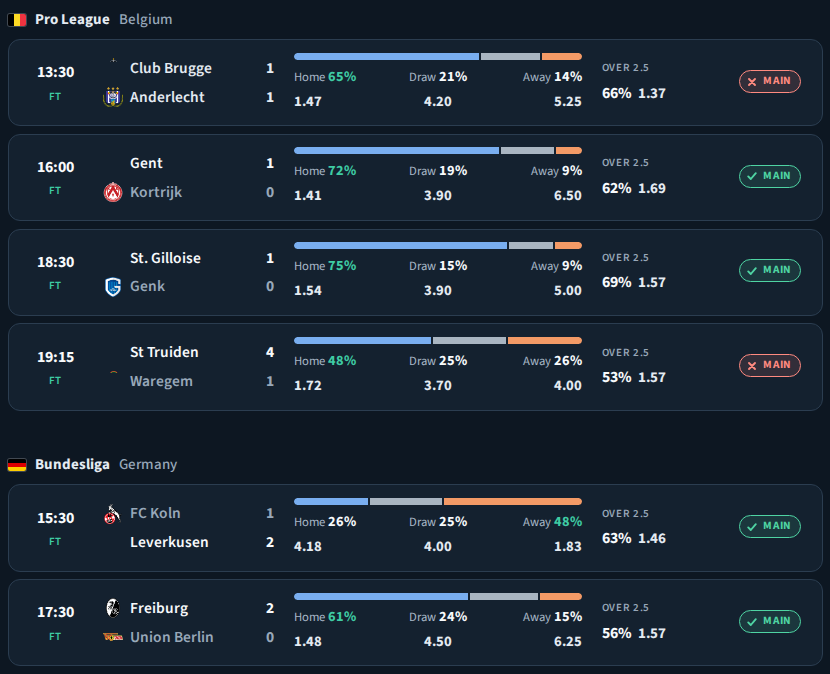 Pro League Belgium
13:30 Club Brugge 1 Home 65% Draw 21% Away 14% OVER 2.5 MAIN
FT Anderlecht 1 1.47 4.20 5.25 66% 1.37
16:00 Gent 1 Home 72% Draw 19% Away 9% OVER 2.5 MAIN
FT Kortrijk 0 1.41 3.90 6.50 62% 1.69
18:30 St. Gilloise 1 Home 75% Draw 15% Away 9% OVER 2.5 MAIN
FT Genk 0 1.54 3.90 5.00 69% 1.57
19:15 St Truiden 4 Home 48% Draw 25% Away 26% OVER 2.5 MAIN
FT Waregem 1 1.72 3.70 4.00 53% 1.57
Bundesliga Germany
15:30 FC Koln 1 Home 26% Draw 25% Away 48% OVER 2.5 MAIN
FT Leverkusen 2 4.18 4.00 1.83 63% 1.46
17:30 Freiburg 2 Home 61% Draw 24% Away 15% OVER 2.5 MAIN
FT Union Berlin 0 1.48 4.50 6.25 56% 1.57